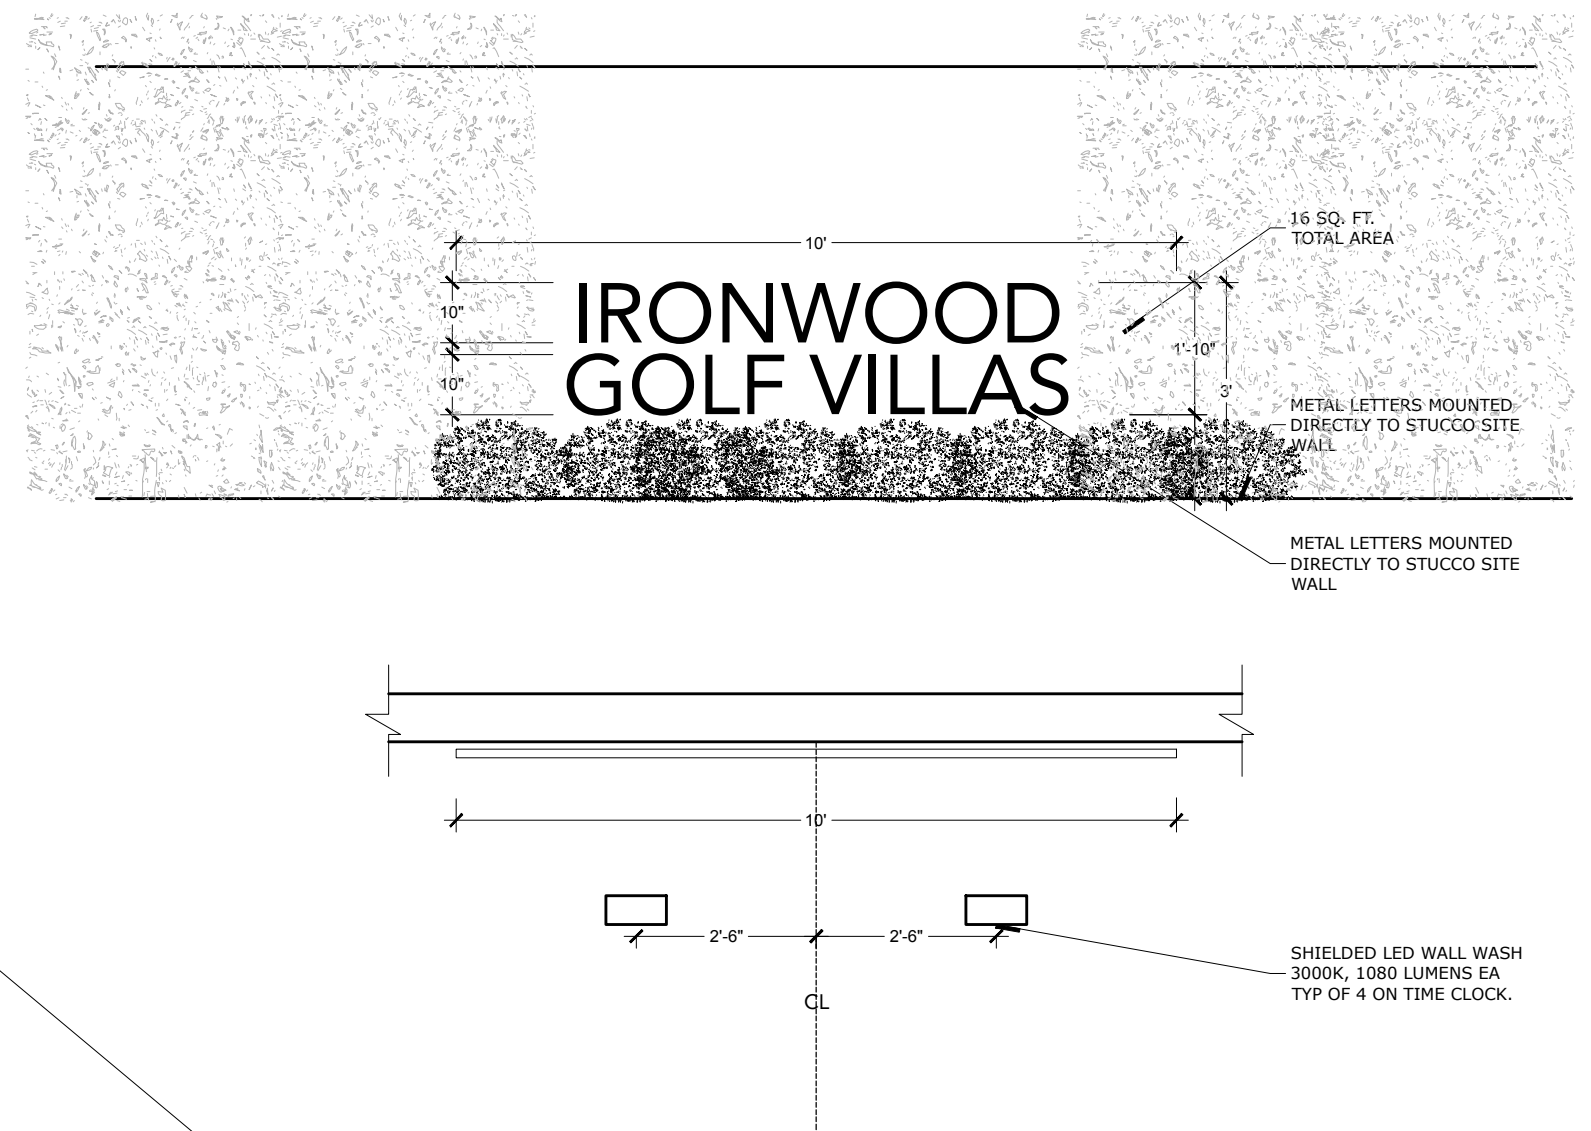 16 SQ. FT.
TOTAL AREA
10'
IRONWOOD
10"
1'-10"
GOLF VILLAS
10"
3'
METAL LETTERS MOUNTED
DIRECTLY TO STUCCO SITE
WALL
METAL LETTERS MOUNTED
DIRECTLY TO STUCCO SITE
WALL
10'
2'-6"
2'-6"
SHIELDED LED WALL WASH
3000K, 1080 LUMENS EA
TYP OF 4 ON TIME CLOCK.
CL